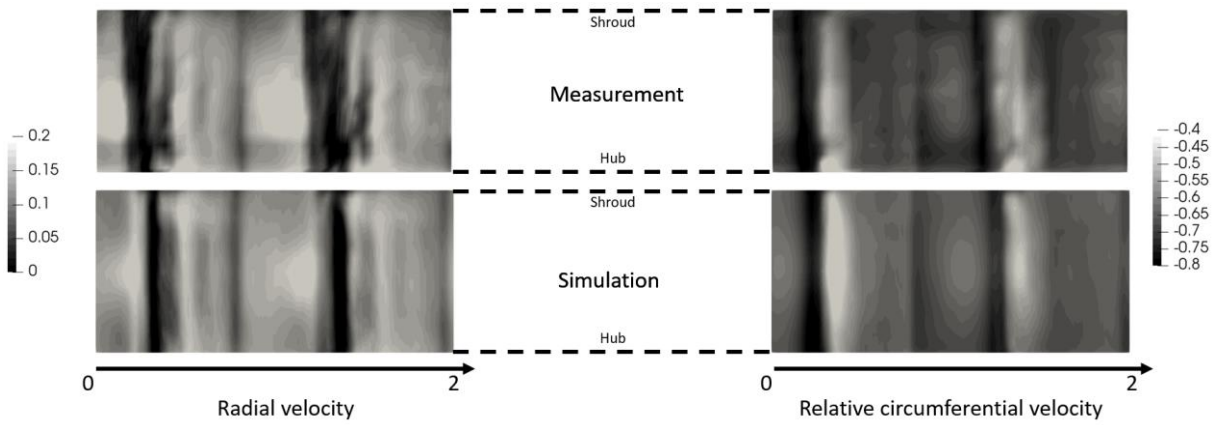 Shroud
Measurement
Hub
0.2
0.15
0.1
0.05
0
-0.4
-0.45
-0.5
-0.55
-0.6
-0.65
-0.7
-0.75
-0.8
Shroud
Simulation
Hub
0 2
Radial velocity
0 2
Relative circumferential velocity